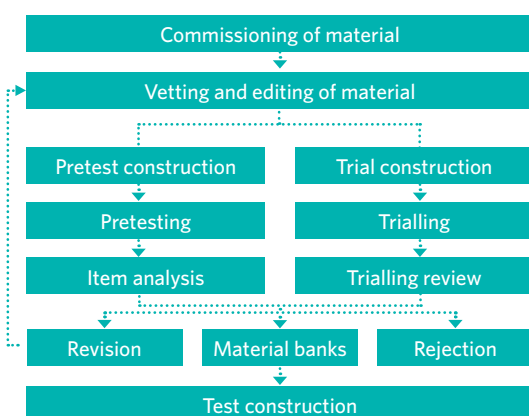 Commissioning of material
Vetting and editing of material
Pretest construction
Trial construction
Pretesting
Trialling
Item analysis
Trialling review
Revision
Material banks
Rejection
Test construction